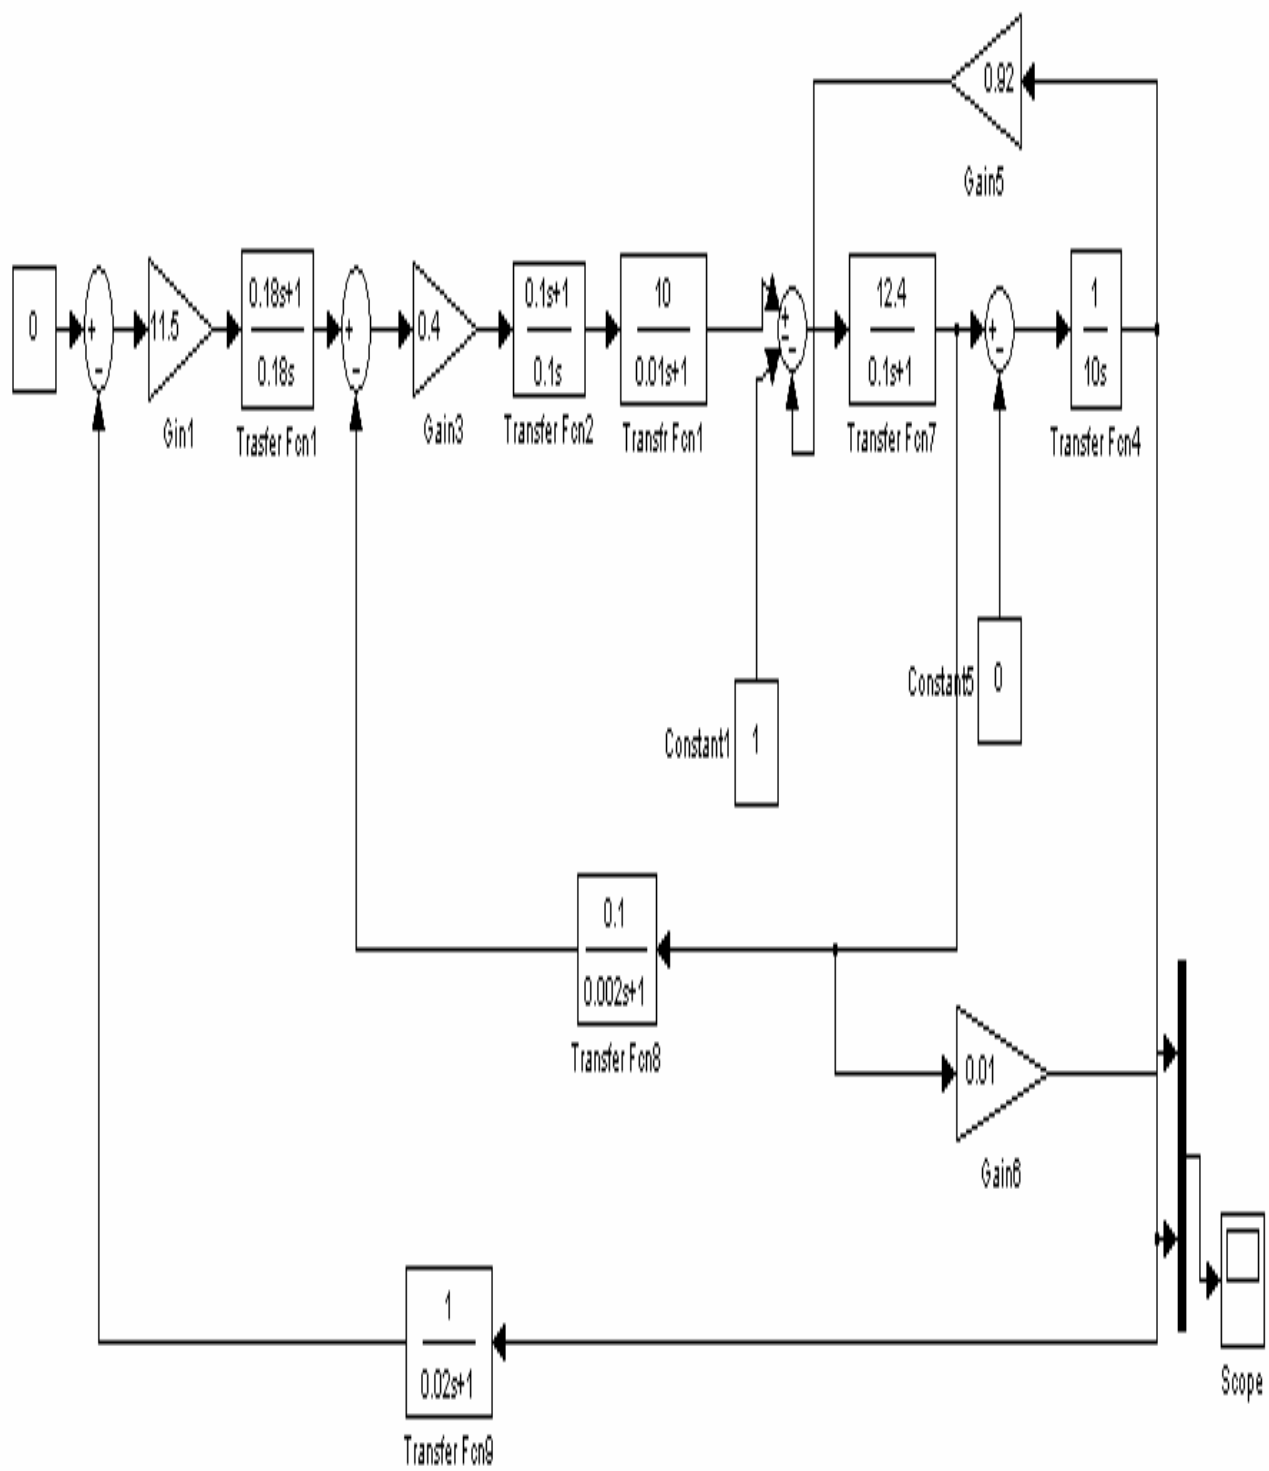 0.92
Gain5
0
+
-
11.5
Gin1
0.18s+1
0.18s
Trasfer Fcn1
+
-
0.4
Gain3
0.1s+1
0.1s
Transfer Fcn2
10
0.01s+1
Transfr Fcn1
+
-
-
12.4
0.1s+1
Transfer Fcn7
+
-
1
10s
Transfer Fcn4
Constant1
1
Constant5
0
0.1
0.002s+1
Transfer Fcn8
0.01
Gain6
1
0.02s+1
Transfer Fcn9
Scope